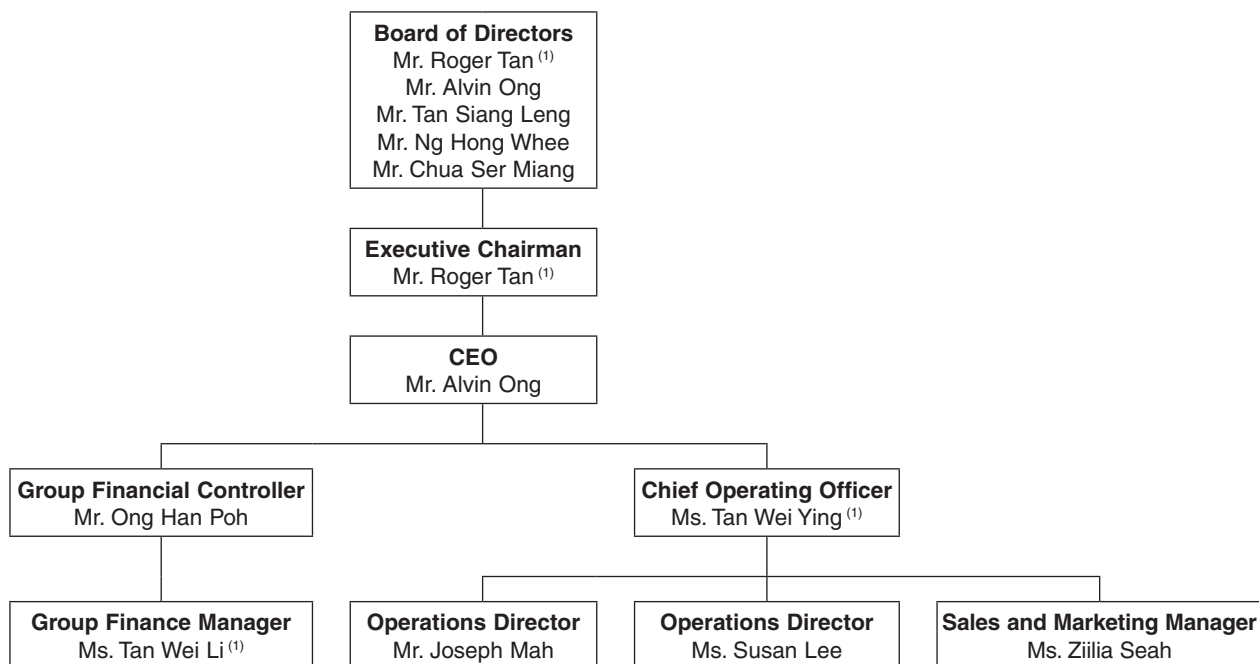 Board of Directors
Mr. Roger Tan (1)
Mr. Alvin Ong
Mr. Tan Siang Leng
Mr. Ng Hong Whee
Mr. Chua Ser Miang
Executive Chairman
Mr. Roger Tan (1)
CEO
Mr. Alvin Ong
Group Financial Controller
Mr. Ong Han Poh
Chief Operating Officer
Ms. Tan Wei Ying (1)
Group Finance Manager
Ms. Tan Wei Li (1)
Operations Director
Mr. Joseph Mah
Operations Director
Ms. Susan Lee
Sales and Marketing Manager
Ms. Ziilia Seah